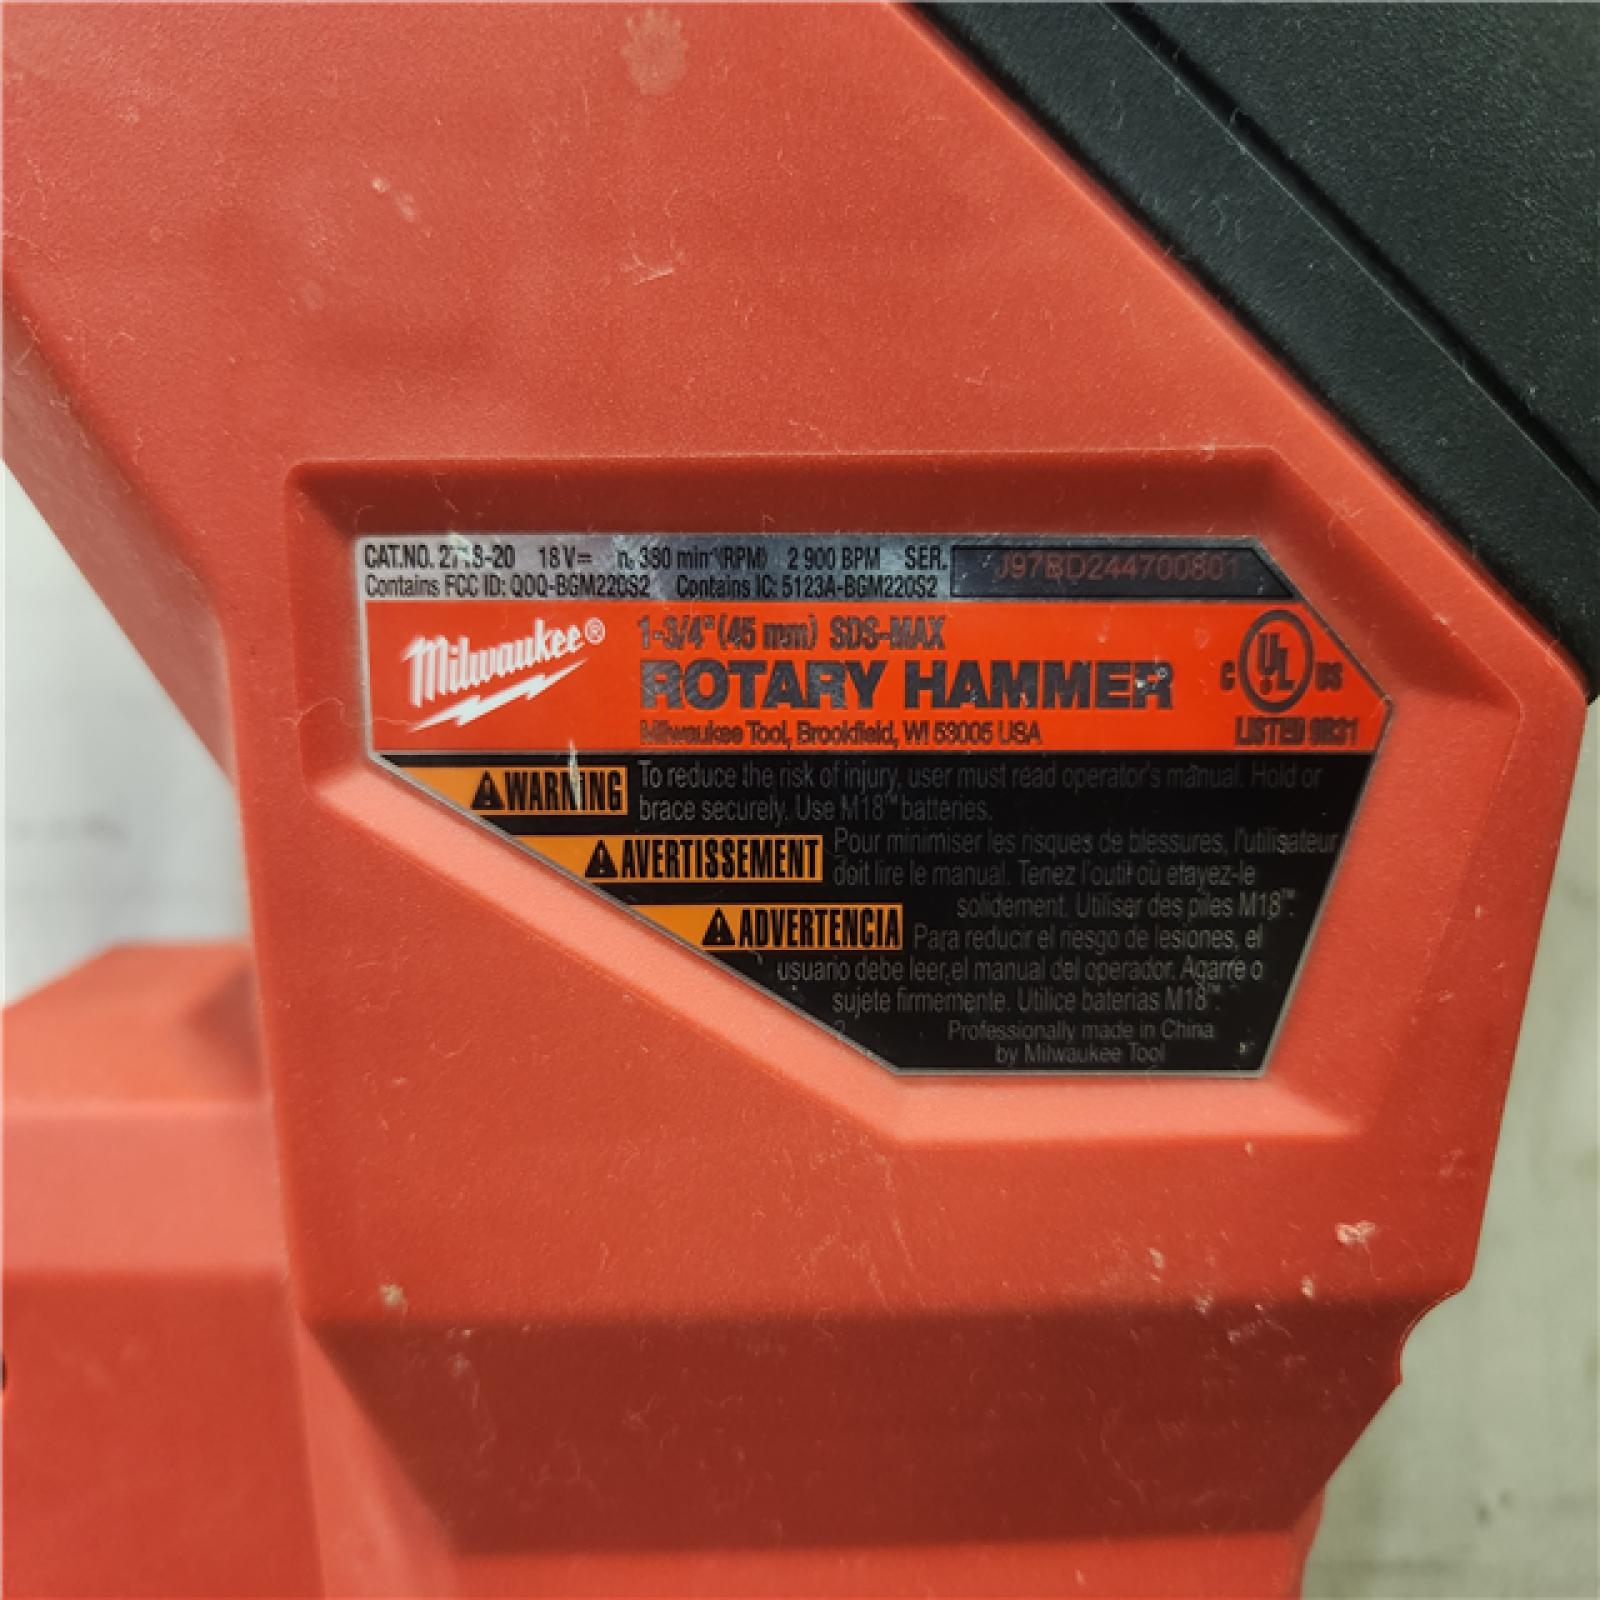 CAT.NO. 2718-20 18V⎓ n₀ 380 min⁻¹(RPM) 2 900 BPM SER. J97BD244700801
Contains FCC ID: QOQ-BGM220S2 Contains IC: 5123A-BGM220S2
Milwaukee®
1-3/4" (45 mm) SDS-MAX
ROTARY HAMMER
Milwaukee Tool, Brookfield, WI 53005 USA
C UL US
LISTED 9B31
WARNING To reduce the risk of injury, user must read operator's manual. Hold or
brace securely. Use M18™ batteries.
AVERTISSEMENT Pour minimiser les risques de blessures, l'utilisateur
doit lire le manual. Tenez l'outil ou etayez-le
solidement. Utiliser des piles M18™.
ADVERTENCIA Para reducir el riesgo de lesiones, el
usuario debe leer el manual del operador. Agarre o
sujete firmemente. Utilice baterias M18™.
Professionally made in China
by Milwaukee Tool